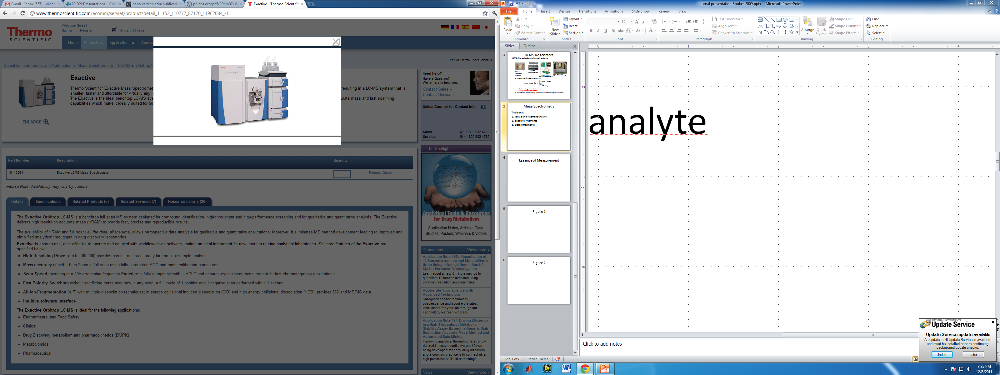 Gmail - Inbox (557) - vivian.
20.309:Presentations - Oper
nano.caltech.edu/publicati
prl.aps.org/pdf/PRL/v97/i8/
Exactive - Thermo Scientific
www.thermoscientific.com/ecomm/servlet/productsdetail_11152_L10777_87170_11962084_-1
Thermo
SCIENTIFIC
Welcome Guest
Sign in | Register
My cart (0) Items
Home
Products
Applications
Service
Scientific Instruments and Automation › Mass Spectrometry › LC/MS › Orbitrap L
Part of Thermo Fisher Scientific
Exactive
Thermo Scientific* Exactive Mass Spectromet
resulting in a LC-MS system that is
smaller, faster and affordable for virtually any l
The Exactive is the ideal benchtop LC-MS sys
urate mass and fast scanning
capabilities which make it ideally suited for bo
ENLARGE
Need Help?
Have a Question?
We're here to help you.
Contact Sales »
Contact Service »
Select Country for Contact Info
Sales +1 800 532 4752
Service +1 800 532 4752
Part Number Description Quantity
10142061 Exactive LCMS Mass Spectrometer Request Quote
Please Note: Availability may vary by country.
Details
Specifications
Related Products (6)
Related Services (7)
Resource Library (26)
The Exactive Orbitrap LC-MS is a benchtop full scan MS system designed for compound identification, high-throughput and high-performance screening and for qualitative and quantitative analysis. The Exactive
delivers high resolution accurate mass (HRAM) to provide fast, precise and reproducible results.
The availability of HRAM and full scan; all the data, all the time, allows retrospective data analysis for qualitative and quantitative applications. Moreover, it eliminates MS method development leading to improved and
simplified analytical throughput in drug discovery laboratories.
Exactive is easy-to-use, cost effective to operate and coupled with workflow-driven software, makes an ideal instrument for new users in routine analytical laboratories. Selected features of the Exactive are
specified below:
High Resolving Power (up to 100,000) provides precise mass accuracy for complex sample analysis
Mass accuracy of better than 2ppm in full scan using fully automated AGC and mass calibration procedures
Scan Speed operating at a 10Hz scanning frequency Exactive is fully compatible with U-HPLC and ensures exact mass measurement for fast chromatography applications
Fast Polarity Switching without sacrificing mass accuracy in any scan, a full cycle of 1 positive and 1 negative scan performed within 1 second
All-Ion-Fragmentation (AIF) with multiple dissociation techniques; in source collisional induced dissociation (CID) and high energy collisional dissociation (HCD), provides MS and MS/MS data
Intuitive software interface
The Exactive Orbitrap LC-MS is ideal for the following applications:
Environmental and Food Safety
Clinical
Drug Discovery metabolism and pharmacokinetics (DMPK)
Metabolomics
Pharmaceutical
In The Spotlight
Analytical Tools & Resources
for Drug Metabolism
Application Notes, Articles, Case
Studies, Posters, Webinars & Videos
Promotions View more »
Application Note 489b: Quantitation of
12 Benzodiazepines and Metabolites in
Urine Using Ultrahigh Resolution LC-
MS for Forensic Toxicology Use
Learn about a new 6-minute method to
quantitate 12 benzodiazepines using
ultrahigh resolution accurate mass.
Accelerate Your Science with
Advanced Technology
Safeguard against technology
obsolescence and acquire the latest
instruments for your lab through our
Technology Refresh Program.
Application Note 497: Driving Efficiency
in a High-Throughput Metabolic
Stability Assay through a Generic High-
Resolution Accurate Mass Method and
Automated Data Mining
Improving analytical throughput is strongly
desired in many quantitative workflows
being developed for early drug discovery
and a common practice is to connect ultra-
high performance liquid chromatogr...
News View more »
Journal presentation Roukes 2009.pptx - Microsoft PowerPoint
File Home Insert Design Transitions Animations Slide Show Review View
Paste
Cut
Copy
Format Painter
Clipboard
New
Slide
Layout
Reset
Section
Slides
32
Font
Text Direction
Align Text
Convert to SmartArt
Paragraph
Arrange
Quick
Styles
Shape Fill
Shape Outline
Shape Effects
Drawing
Find
Replace
Select
Editing
Slides Outline
0 1 2 3 4
2
NEMS Resonators
NEMS: Nanoelectromechanical systems
Smaller size → greater sensitivity
Applications in computing, photonics, biotechnology, many more
3
Mass Spectrometry
Traditional:
1. Ionize and fragment analyte
2. Separate fragments
3. Detect fragments
4
Essence of Measurement
5
Figure 1
6
Figure 2
2
1
0
analyte
Click to add notes
Slide 3 of 6
"Office Theme"
NATIONAL INSTRUMENTS
Update Service
Update Service update available
An update to NI Update Service is available
and must be installed prior to continuing
background update checks.
Update
Later
3:35 PM
12/6/2011